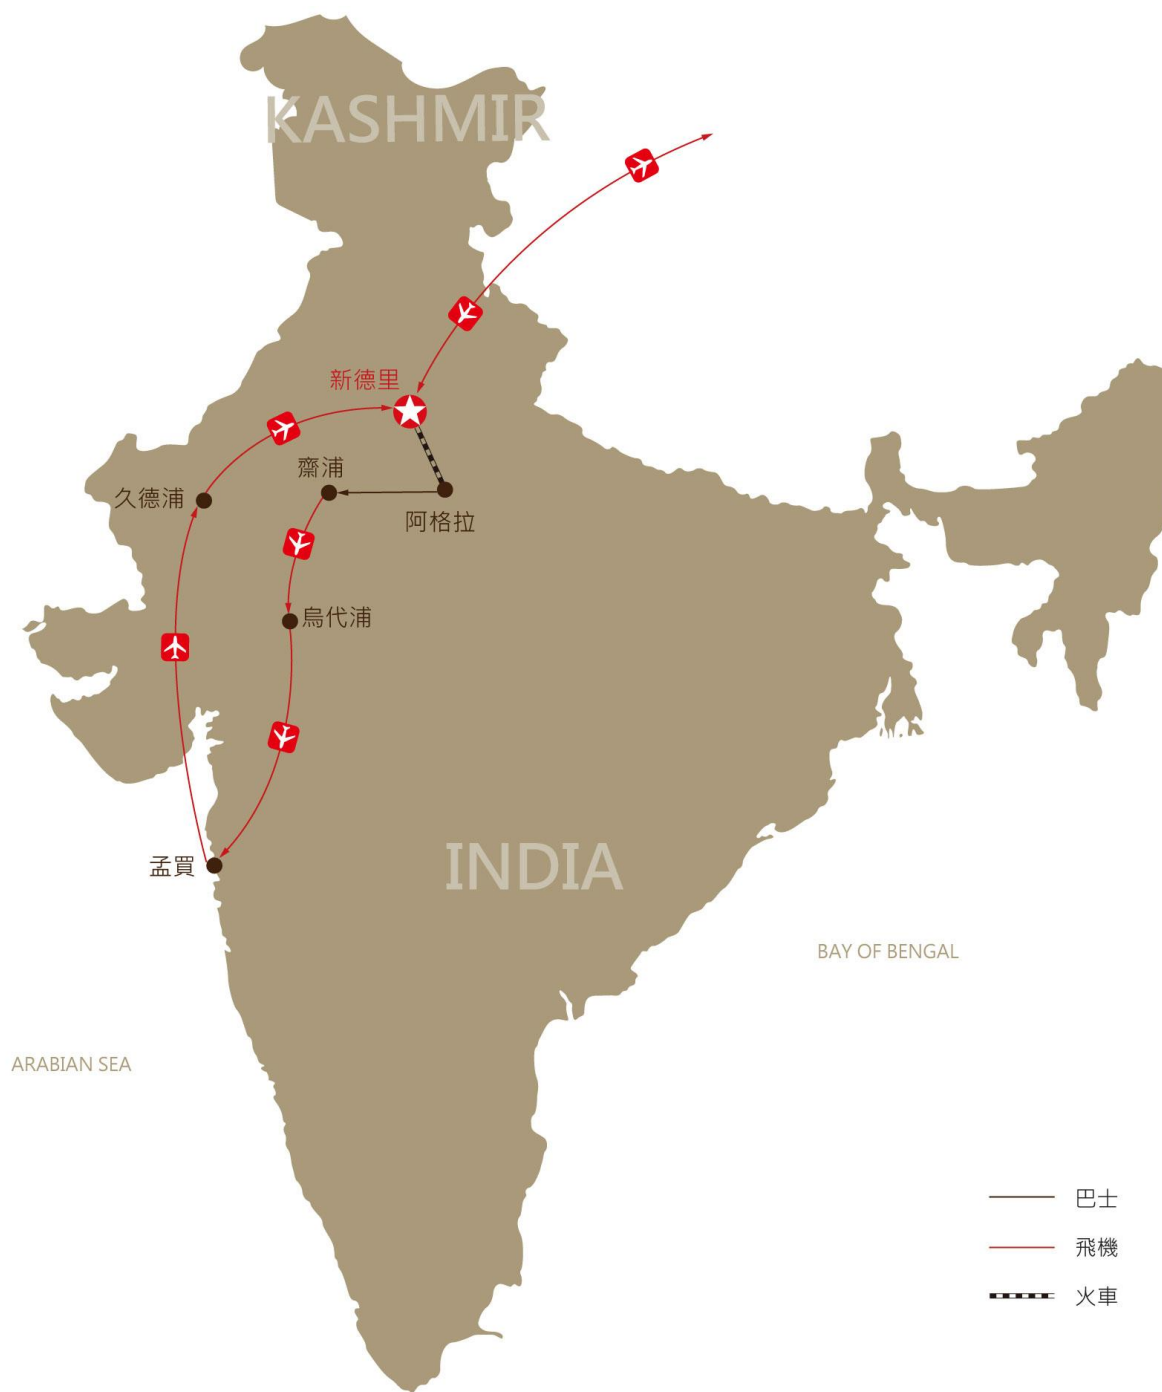 KASHMIR
新德里
齋浦
久德浦
阿格拉
烏代浦
孟買
INDIA
BAY OF BENGAL
ARABIAN SEA
巴士
飛機
火車